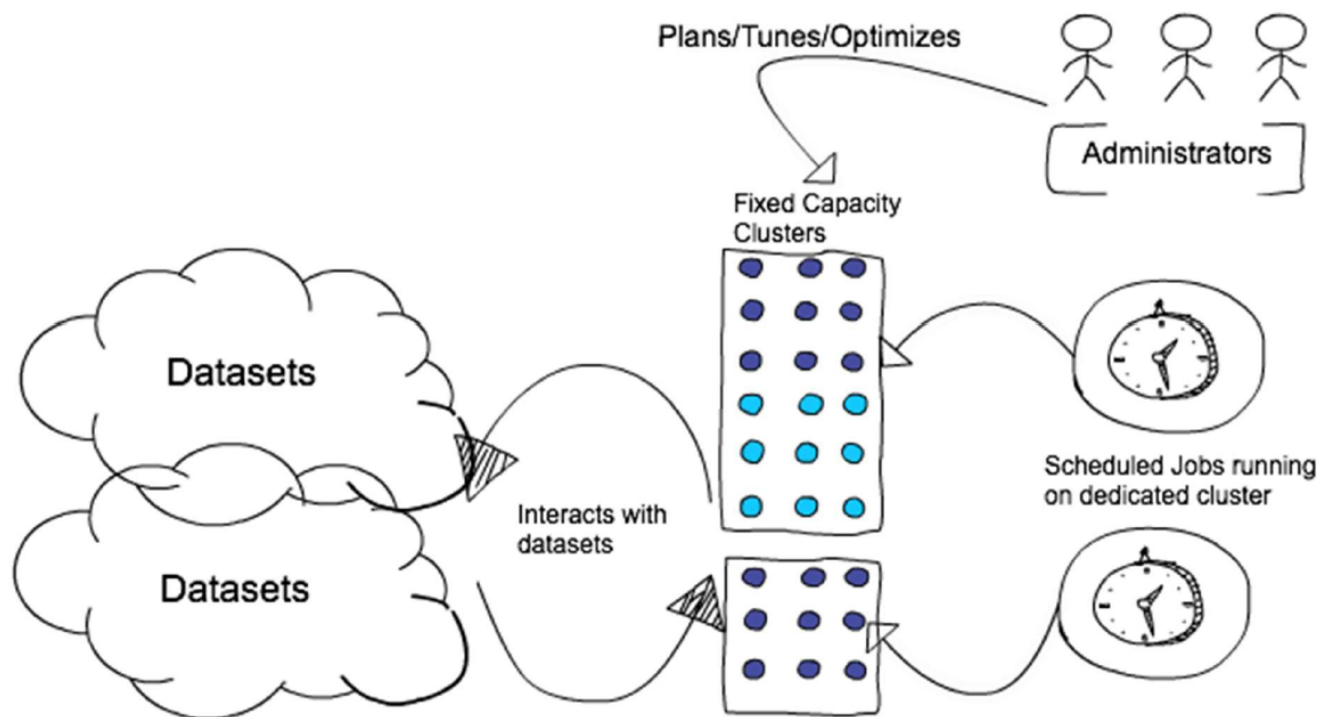 Plans/Tunes/Optimizes
Administrators
Fixed Capacity
Clusters
Datasets
Interacts with
datasets
Scheduled Jobs running
on dedicated cluster
Datasets